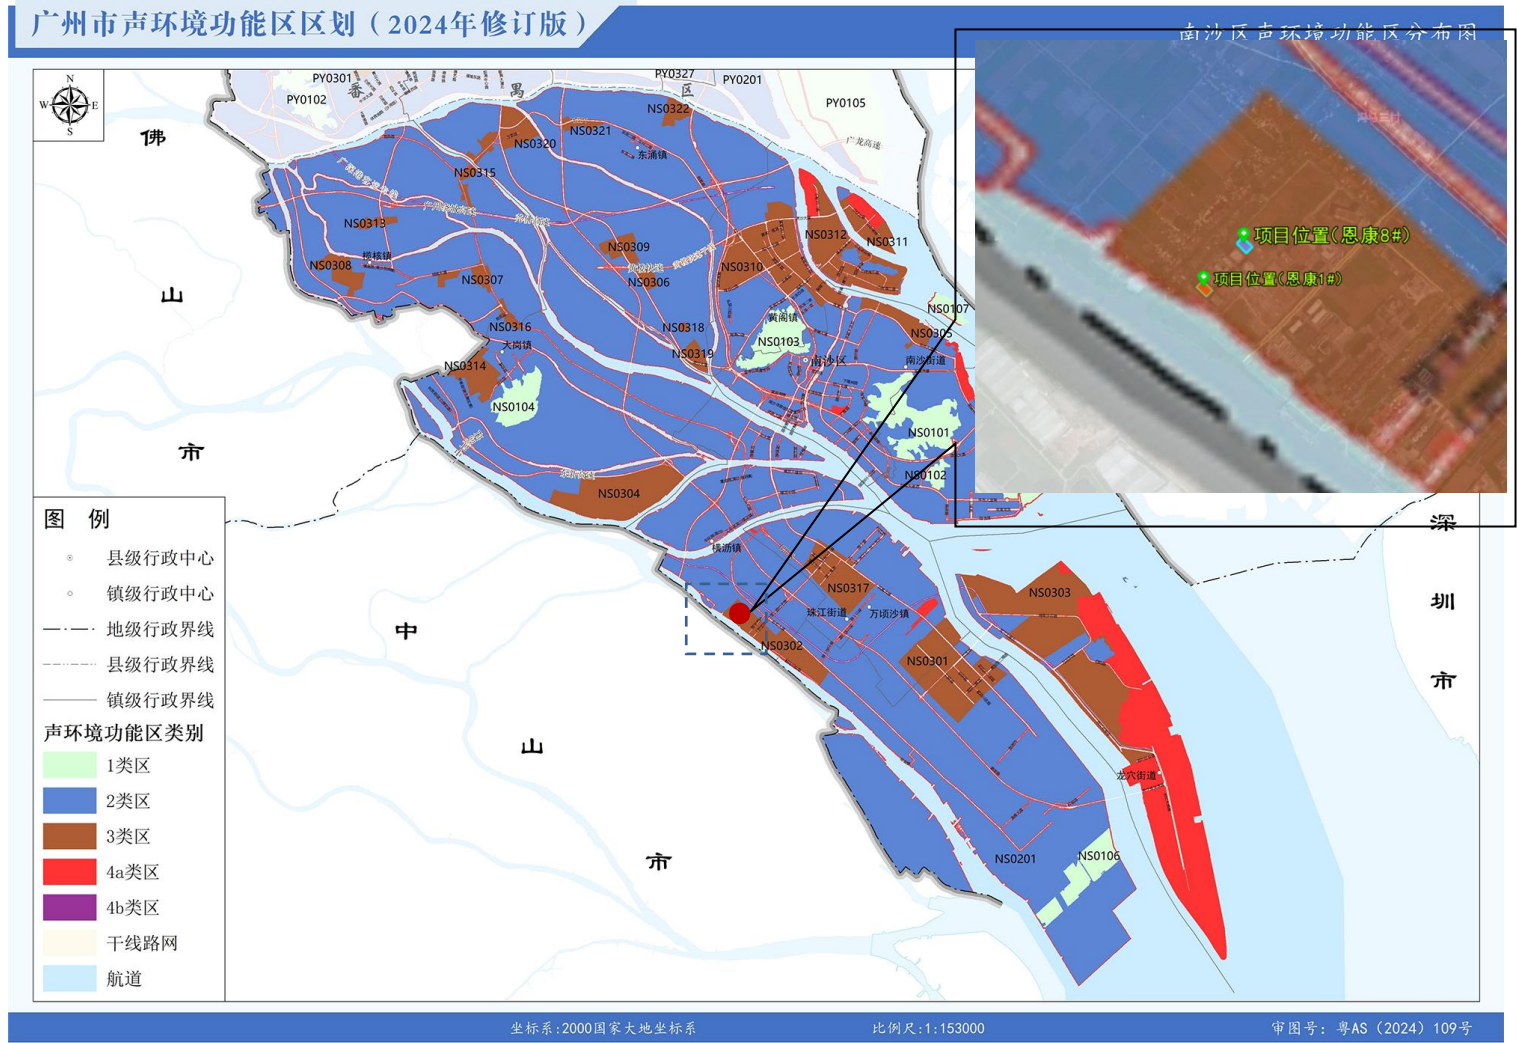 广州市声环境功能区区划（2024年修订版）
南沙区声环境功能区分布图
N
W
E
S
佛
山
市
中
山
市
深
圳
市
番
禺
区
PY0301
PY0102
PY0327
PY0201
PY0105
广龙高速
NS0322
NS0321
NS0320
东涌镇
NS0315
NS0313
榄核镇
NS0308
NS0307
NS0309
NS0306
NS0312
NS0311
NS0310
NS0107
NS0305
NS0316
大岗镇
NS0318
NS0319
黄阁镇
NS0103
南沙区
南沙街道
NS0314
NS0104
NS0101
NS0102
NS0304
横沥镇
NS0317
珠江街道
万顷沙镇
NS0302
NS0301
NS0303
龙穴街道
NS0201
NS0106
项目位置(恩康8#)
项目位置(恩康1#)
图 例
县级行政中心
镇级行政中心
地级行政界线
县级行政界线
镇级行政界线
声环境功能区类别
1类区
2类区
3类区
4a类区
4b类区
干线路网
航道
坐标系:2000国家大地坐标系
比例尺:1:153000
审图号：粤AS（2024）109号